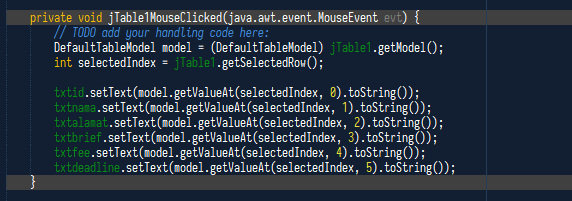 private void jTable1MouseClicked(java.awt.event.MouseEvent evt) {
// TODO add your handling code here:
DefaultTableModel model = (DefaultTableModel) jTable1.getModel();
int selectedIndex = jTable1.getSelectedRow();
txtid.setText(model.getValueAt(selectedIndex, 0).toString());
txtnama.setText(model.getValueAt(selectedIndex, 1).toString());
txtalamat.setText(model.getValueAt(selectedIndex, 2).toString());
txtbrief.setText(model.getValueAt(selectedIndex, 3).toString());
txtfee.setText(model.getValueAt(selectedIndex, 4).toString());
txtdeadline.setText(model.getValueAt(selectedIndex, 5).toString());
}